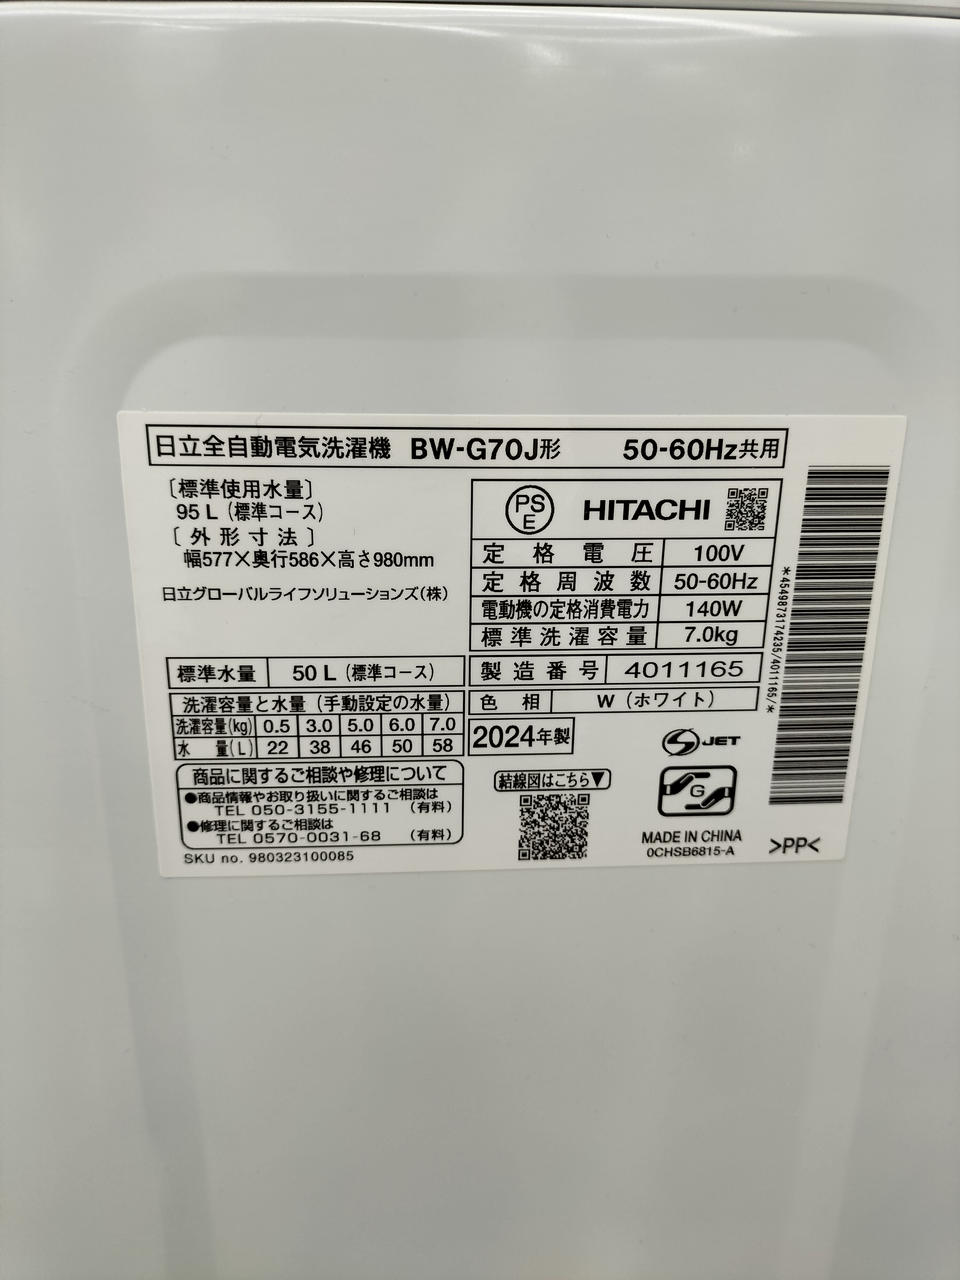 日立全自動電気洗濯機 BW-G70J形 50-60Hz共用
〔標準使用水量〕
95 L (標準コース)
〔外形寸法〕
幅577×奥行586×高さ980mm
日立グローバルライフソリューションズ(株)
PS E HITACHI
定格電圧 100V
定格周波数 50-60Hz
電動機の定格消費電力 140W
標準洗濯容量 7.0kg
標準水量 50 L (標準コース)
製造番号 4011165
洗濯容量と水量 (手動設定の水量)
洗濯容量(kg) 0.5 3.0 5.0 6.0 7.0
水量(L) 22 38 46 50 58
色相 W (ホワイト)
2024年製
JET
商品に関するご相談や修理について
●商品情報やお取り扱いに関するご相談は
TEL 050-3155-1111 (有料)
●修理に関するご相談は
TEL 0570-0031-68 (有料)
SKU no. 980323100085
結線図はこちら▼
G
MADE IN CHINA
0CHSB6815-A
>PP<
*4549873174235/4011165/*